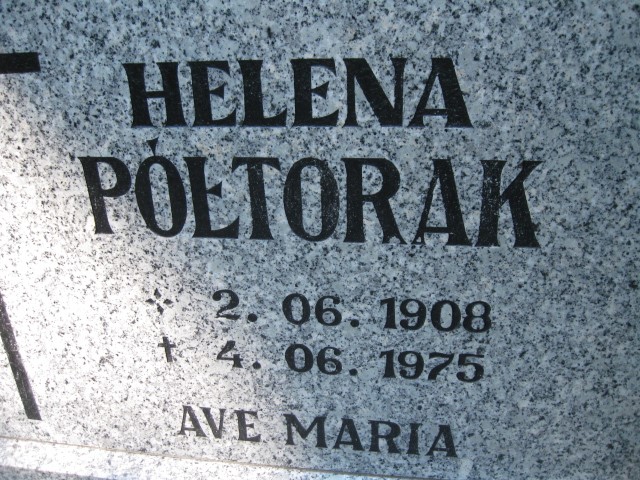 HELENA
PÓŁTORAK
2. 06. 1908
† 4. 06. 1975
AVE MARIA